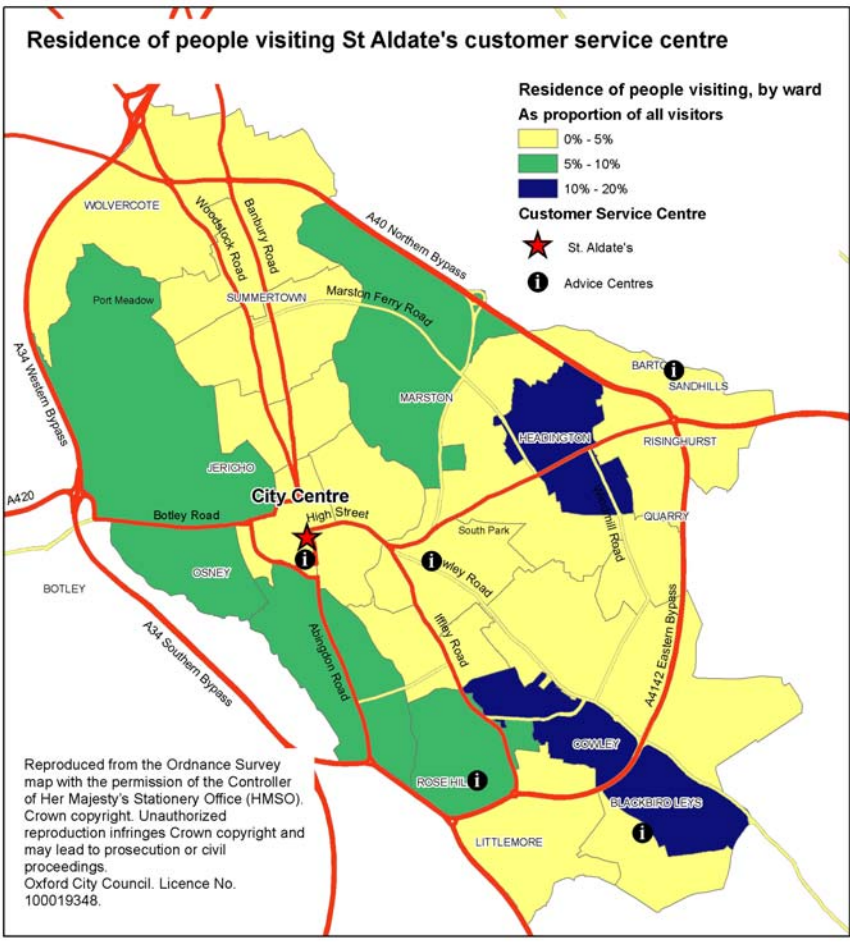 Residence of people visiting St Aldate's customer service centre
Residence of people visiting, by ward
As proportion of all visitors
0% - 5%
5% - 10%
10% - 20%
Customer Service Centre
St. Aldate's
i Advice Centres
WOLVERCOTE
Woodstock Road
Banbury Road
A40 Northern Bypass
Port Meadow
SUMMERTOWN
Marston Ferry Road
A34 Western Bypass
MARSTON
BARTO
i
SANDHILLS
HEADINGTON
RISINGHURST
JERICHO
A420
City Centre
Botley Road
High Street
Windmill Road
QUARRY
South Park
i
i
wley Road
OSNEY
BOTLEY
Iffley Road
Abingdon Road
A4142 Eastern Bypass
A34 Southern Bypass
COWLEY
ROSE HIL
i
BLACKBIRD LEYS
i
LITTLEMORE
Reproduced from the Ordnance Survey
map with the permission of the Controller
of Her Majesty's Stationery Office (HMSO).
Crown copyright. Unauthorized
reproduction infringes Crown copyright and
may lead to prosecution or civil
proceedings.
Oxford City Council. Licence No.
100019348.